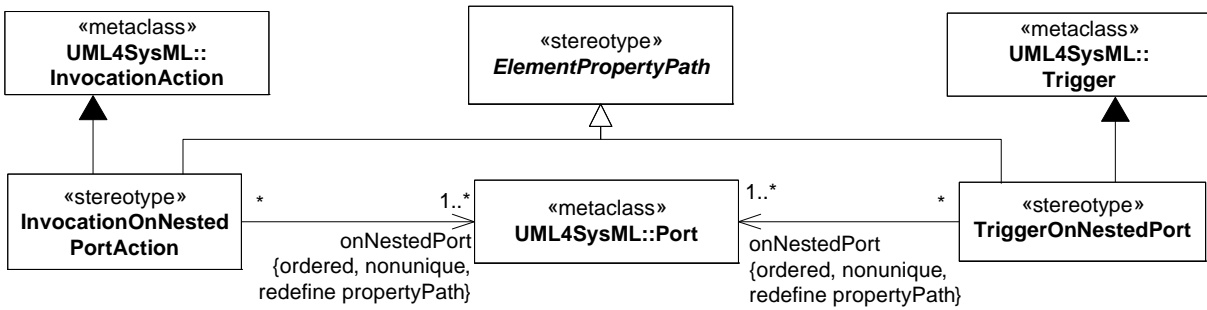 «metaclass»
UML4SysML::
InvocationAction
«stereotype»
ElementPropertyPath
«metaclass»
UML4SysML::
Trigger
«stereotype»
InvocationOnNested
PortAction
*
1..*
onNestedPort
{ordered, nonunique,
redefine propertyPath}
«metaclass»
UML4SysML::Port
1..*
*
onNestedPort
{ordered, nonunique,
redefine propertyPath}
«stereotype»
TriggerOnNestedPort